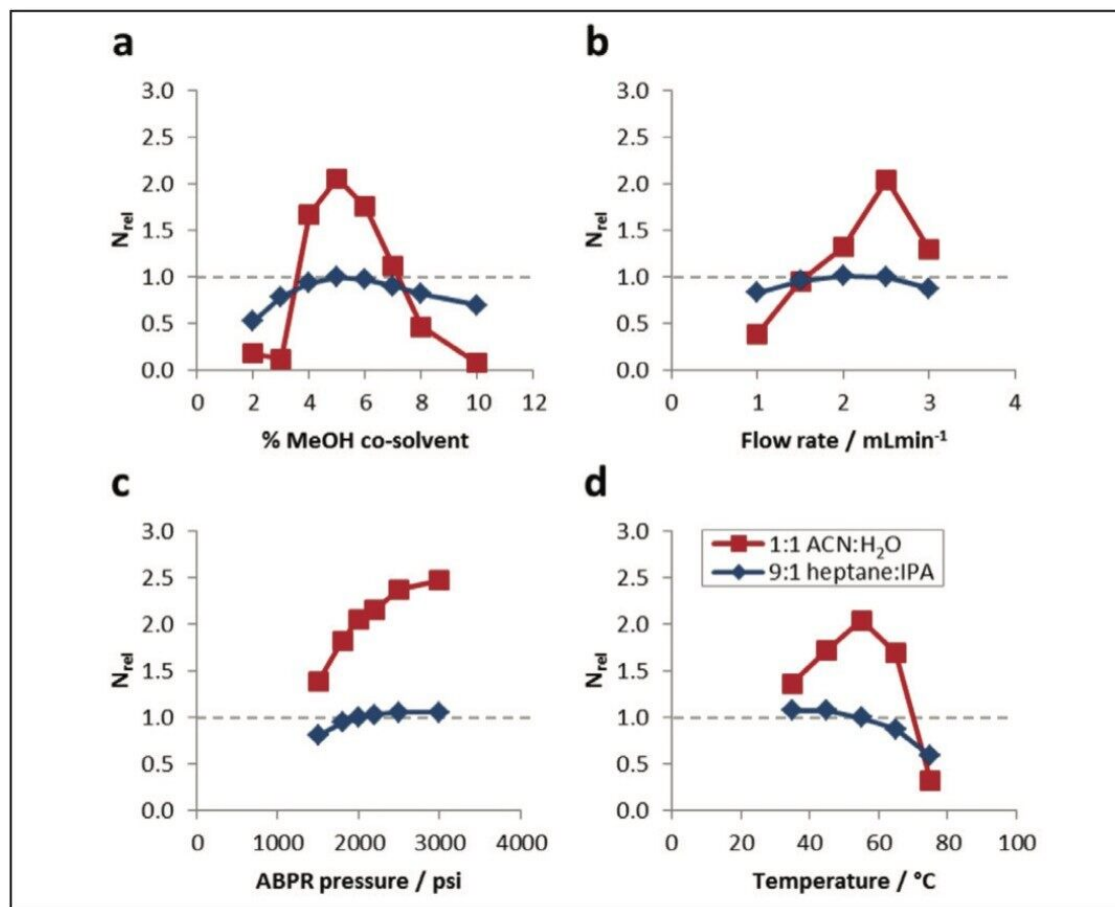 a
3.0
2.5
2.0
1.5
1.0
0.5
0.0
N_rel
0 2 4 6 8 10 12
% MeOH co-solvent
b
3.0
2.5
2.0
1.5
1.0
0.5
0.0
N_rel
0 1 2 3 4
Flow rate / mLmin⁻¹
c
3.0
2.5
2.0
1.5
1.0
0.5
0.0
N_rel
0 1000 2000 3000 4000
ABPR pressure / psi
d
3.0
2.5
2.0
1.5
1.0
0.5
0.0
N_rel
1:1 ACN:H₂O
9:1 heptane:IPA
0 20 40 60 80 100
Temperature / °C